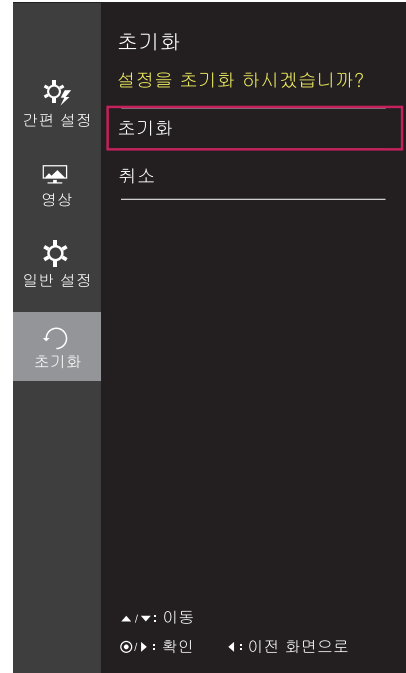 간편 설정
영상
일반 설정
초기화
초기화
설정을 초기화 하시겠습니까?
초기화
취소
▲/▼: 이동
◉/▶: 확인 ◀: 이전 화면으로